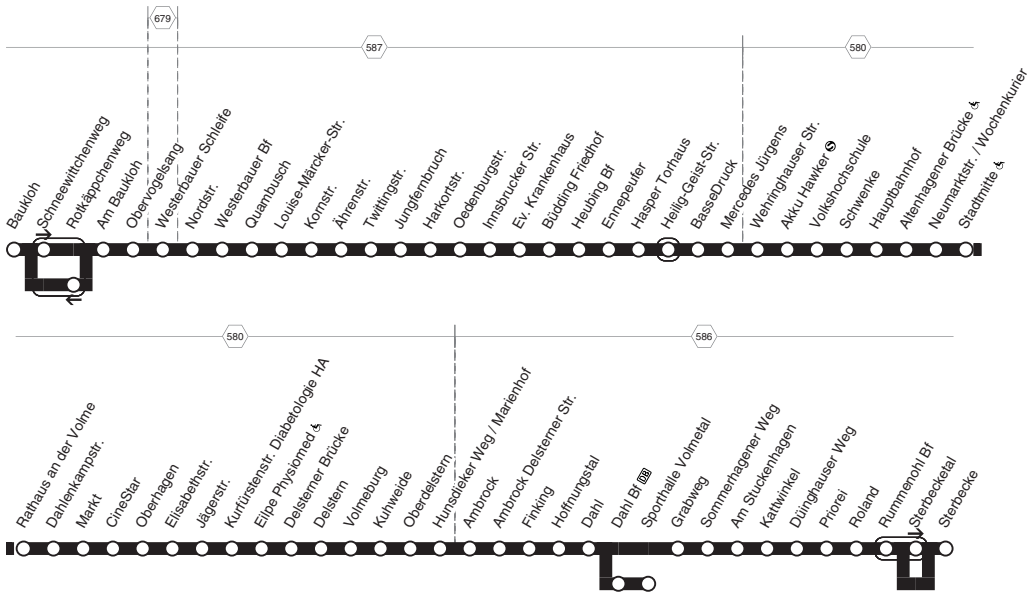 679
587
580
Baukloh
Schneewittchenweg
Rotkäppchenweg
Am Baukloh
Obervogelsang
Westerbauer Schleife
Nordstr.
Westerbauer Bf
Quambusch
Louise-Märcker-Str.
Kornstr.
Ährenstr.
Twittingstr.
Jungfernbruch
Harkortstr.
Oedenburgstr.
Innsbrucker Str.
Ev. Krankenhaus
Büdding Friedhof
Heubing Bf
Ennepeufer
Hasper Torhaus
Heilig-Geist-Str.
BasseDruck
Mercedes Jürgens
Wehringhauser Str.
Akku Hawker S
Volkshochschule
Schwenke
Hauptbahnhof
Altenhagener Brücke
Neumarktstr. / Wochenkurier
Stadtmitte
580
586
Rathaus an der Volme
Dahlenkampstr.
Markt
CineStar
Oberhagen
Elisabethstr.
Jägerstr.
Kurfürstenstr. Diabetologie HA
Eilpe Physiomed
Delsterner Brücke
Delstern
Volmeburg
Kuhweide
Oberdelstern
Hunsdieker Weg / Marienhof
Ambrock
Ambrock Delsterner Str.
Finking
Hoffnungstal
Dahl
Dahl Bf DB
Sporthalle Volmetal
Grabweg
Sommerhagener Weg
Am Stuckenhagen
Kattwinkel
Düinghauser Weg
Priorei
Roland
Rummenohl Bf
Sterbecketal
Sterbecke